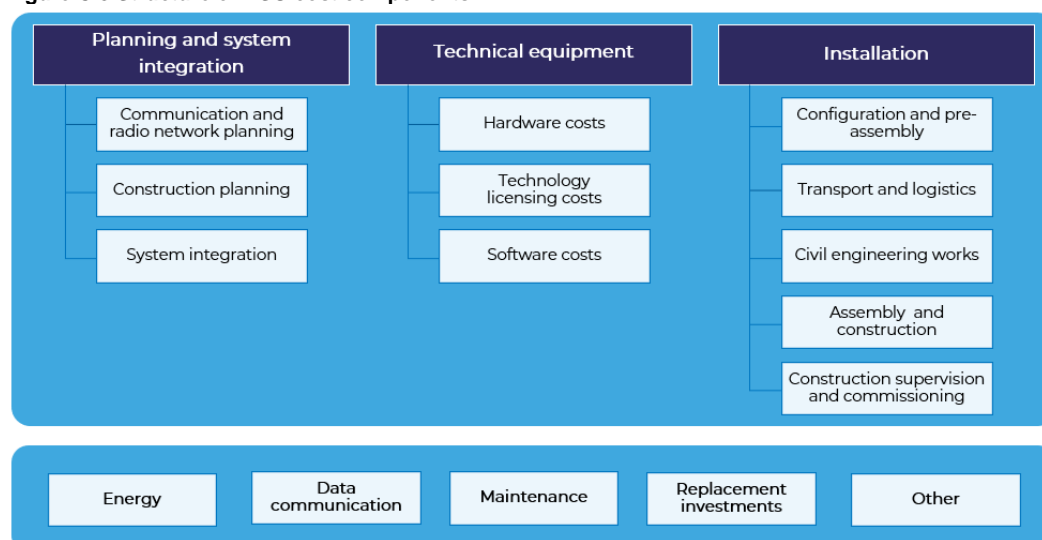 Planning and system
integration
Communication and
radio network planning
Construction planning
System integration
Technical equipment
Hardware costs
Technology
licensing costs
Software costs
Installation
Configuration and pre-
assembly
Transport and logistics
Civil engineering works
Assembly and
construction
Construction supervision
and commissioning
Energy
Data
communication
Maintenance
Replacement
investments
Other